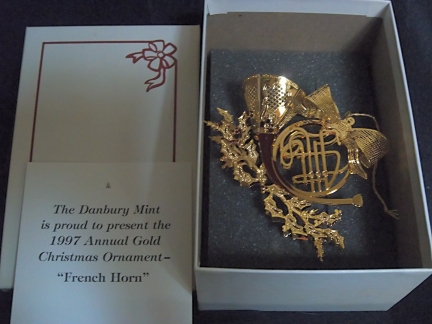 The Danbury Mint
is proud to present the
1997 Annual Gold
Christmas Ornament–
"French Horn"